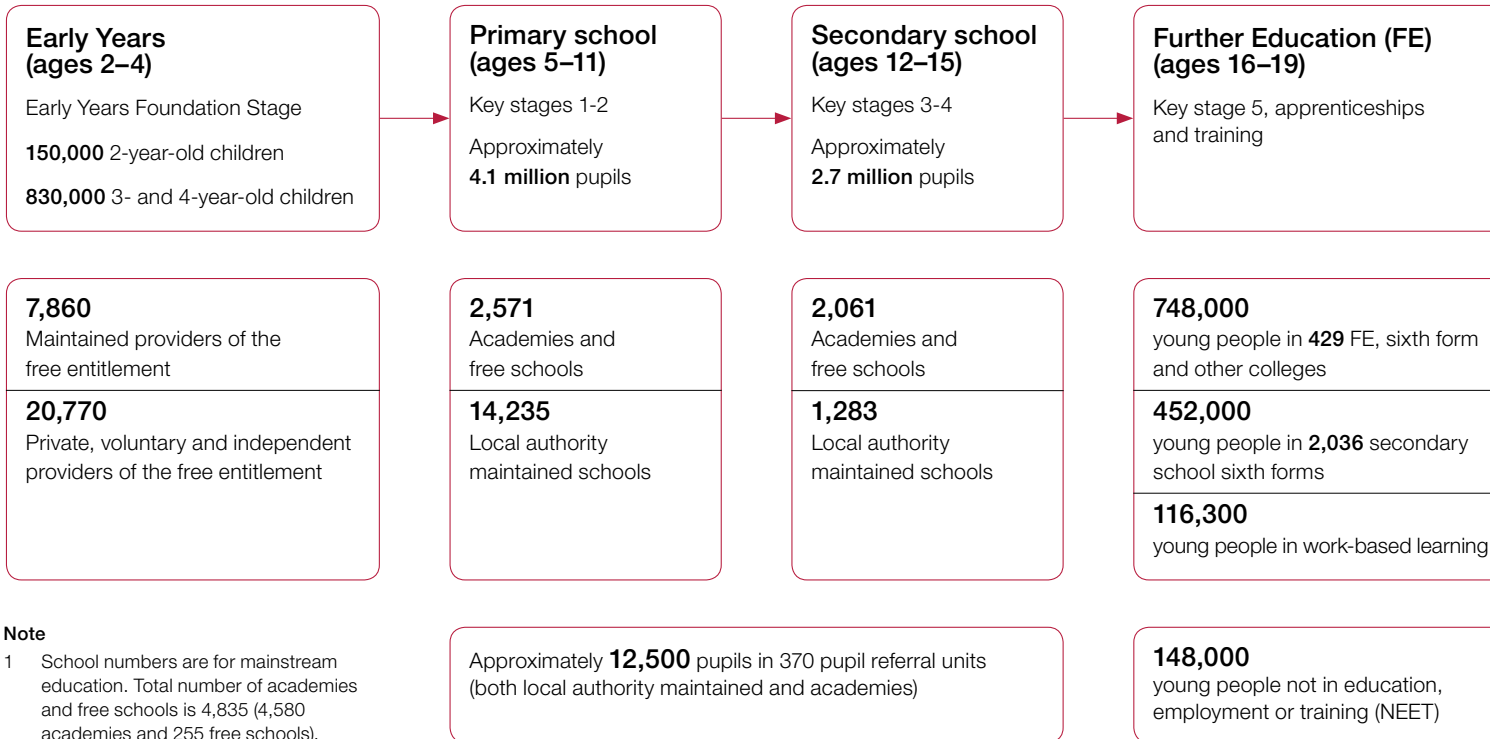 Early Years
(ages 2–4)
Early Years Foundation Stage
150,000 2-year-old children
830,000 3- and 4-year-old children
Primary school
(ages 5–11)
Key stages 1-2
Approximately
4.1 million pupils
Secondary school
(ages 12–15)
Key stages 3-4
Approximately
2.7 million pupils
Further Education (FE)
(ages 16–19)
Key stage 5, apprenticeships
and training
7,860
Maintained providers of the
free entitlement
20,770
Private, voluntary and independent
providers of the free entitlement
2,571
Academies and
free schools
14,235
Local authority
maintained schools
2,061
Academies and
free schools
1,283
Local authority
maintained schools
748,000
young people in 429 FE, sixth form
and other colleges
452,000
young people in 2,036 secondary
school sixth forms
116,300
young people in work-based learning
Note
1 School numbers are for mainstream
education. Total number of academies
and free schools is 4,835 (4,580
academies and 255 free schools).
Approximately 12,500 pupils in 370 pupil referral units
(both local authority maintained and academies)
148,000
young people not in education,
employment or training (NEET)